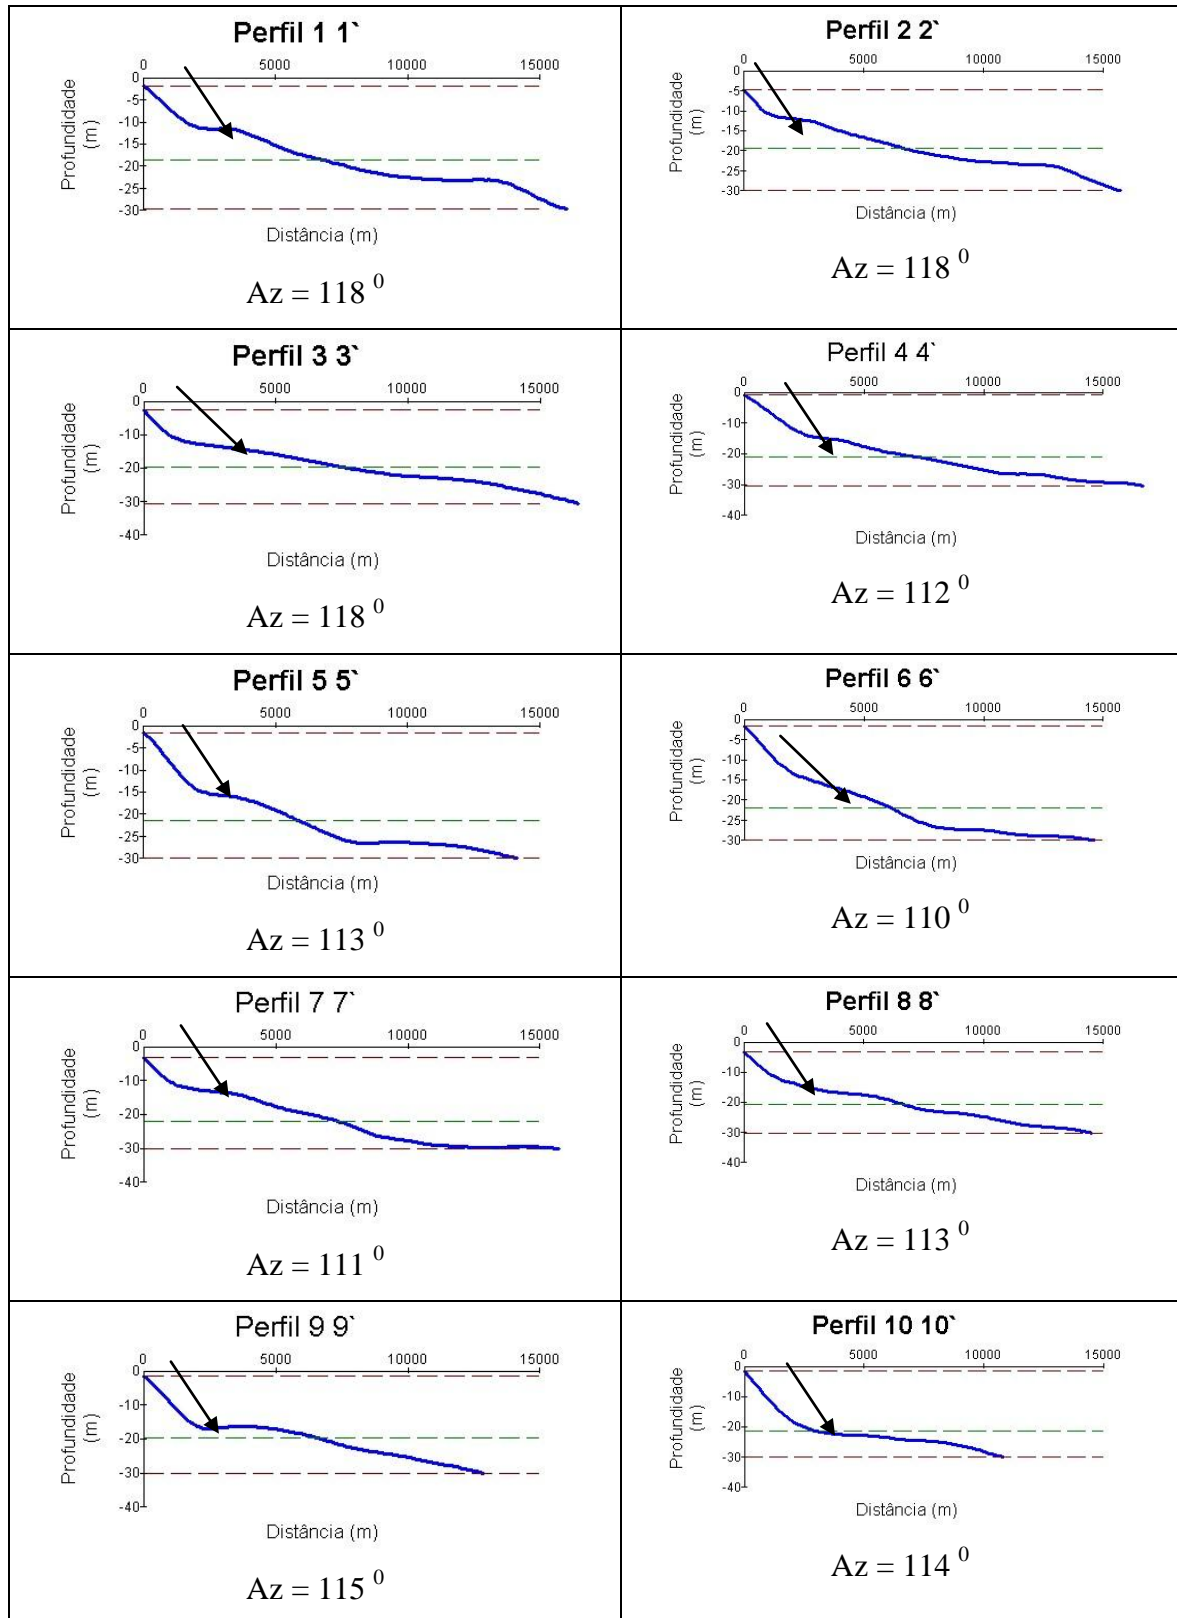 Perfil 1 1`
0 5000 10000 15000
0
-5
-10
-15
-20
-25
-30
Profundidade
(m)
Distância (m)
Az = 118 0
Perfil 2 2`
0 5000 10000 15000
0
-5
-10
-15
-20
-25
-30
Profundidade
(m)
Distância (m)
Az = 118 0
Perfil 3 3`
0 5000 10000 15000
0
-10
-20
-30
-40
Profundidade
(m)
Distância (m)
Az = 118 0
Perfil 4 4`
0 5000 10000 15000
0
-10
-20
-30
-40
Profundidade
(m)
Distância (m)
Az = 112 0
Perfil 5 5`
0 5000 10000 15000
0
-5
-10
-15
-20
-25
-30
Profundidade
(m)
Distância (m)
Az = 113 0
Perfil 6 6`
0 5000 10000 15000
0
-5
-10
-15
-20
-25
-30
Profundidade
(m)
Distância (m)
Az = 110 0
Perfil 7 7`
0 5000 10000 15000
0
-10
-20
-30
-40
Profundidade
(m)
Distância (m)
Az = 111 0
Perfil 8 8`
0 5000 10000 15000
0
-10
-20
-30
-40
Profundidade
(m)
Distância (m)
Az = 113 0
Perfil 9 9`
0 5000 10000 15000
0
-10
-20
-30
-40
Profundidade
(m)
Distância (m)
Az = 115 0
Perfil 10 10`
0 5000 10000 15000
0
-10
-20
-30
-40
Profundidade
(m)
Distância (m)
Az = 114 0